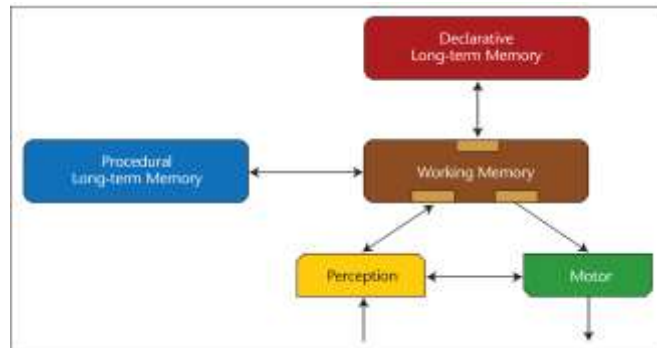 Declarative
Long-term Memory
Procedural
Long-term Memory
Working Memory
Perception
Motor